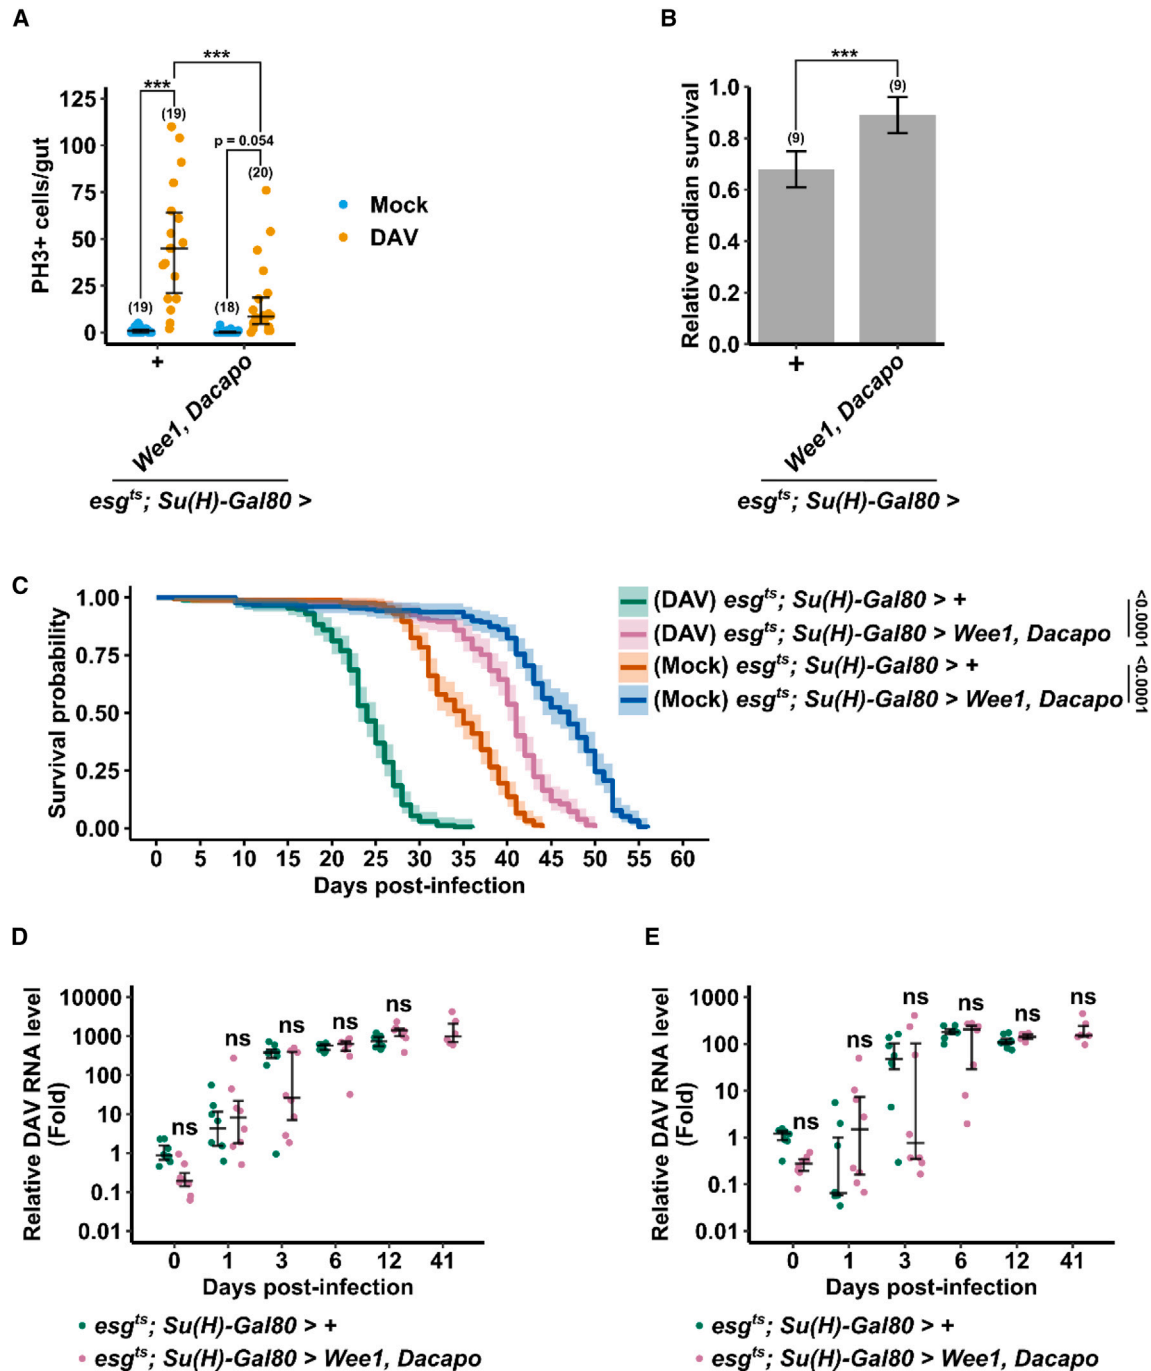 A
***
***
(19)
p = 0.054
(20)
(19)
(18)
125
100
75
50
25
0
PH3+ cells/gut
+
Wee1, Dacapo
esgts; Su(H)-Gal80 >
Mock
DAV
B
***
(9)
(9)
1.0
0.8
0.6
0.4
0.2
0.0
Relative median survival
+
Wee1, Dacapo
esgts; Su(H)-Gal80 >
C
1.00
0.75
0.50
0.25
0.00
Survival probability
0 5 10 15 20 25 30 35 40 45 50 55 60
Days post-infection
(DAV) esgts; Su(H)-Gal80 > +
(DAV) esgts; Su(H)-Gal80 > Wee1, Dacapo
(Mock) esgts; Su(H)-Gal80 > +
(Mock) esgts; Su(H)-Gal80 > Wee1, Dacapo
<0.0001
<0.0001
D
10000
1000
100
10
1
0.1
0.01
Relative DAV RNA level
(Fold)
ns
ns
ns
ns
ns
0 1 3 6 12 41
Days post-infection
esgts; Su(H)-Gal80 > +
esgts; Su(H)-Gal80 > Wee1, Dacapo
E
1000
100
10
1
0.1
0.01
Relative DAV RNA level
(Fold)
ns
ns
ns
ns
ns
0 1 3 6 12 41
Days post-infection
esgts; Su(H)-Gal80 > +
esgts; Su(H)-Gal80 > Wee1, Dacapo